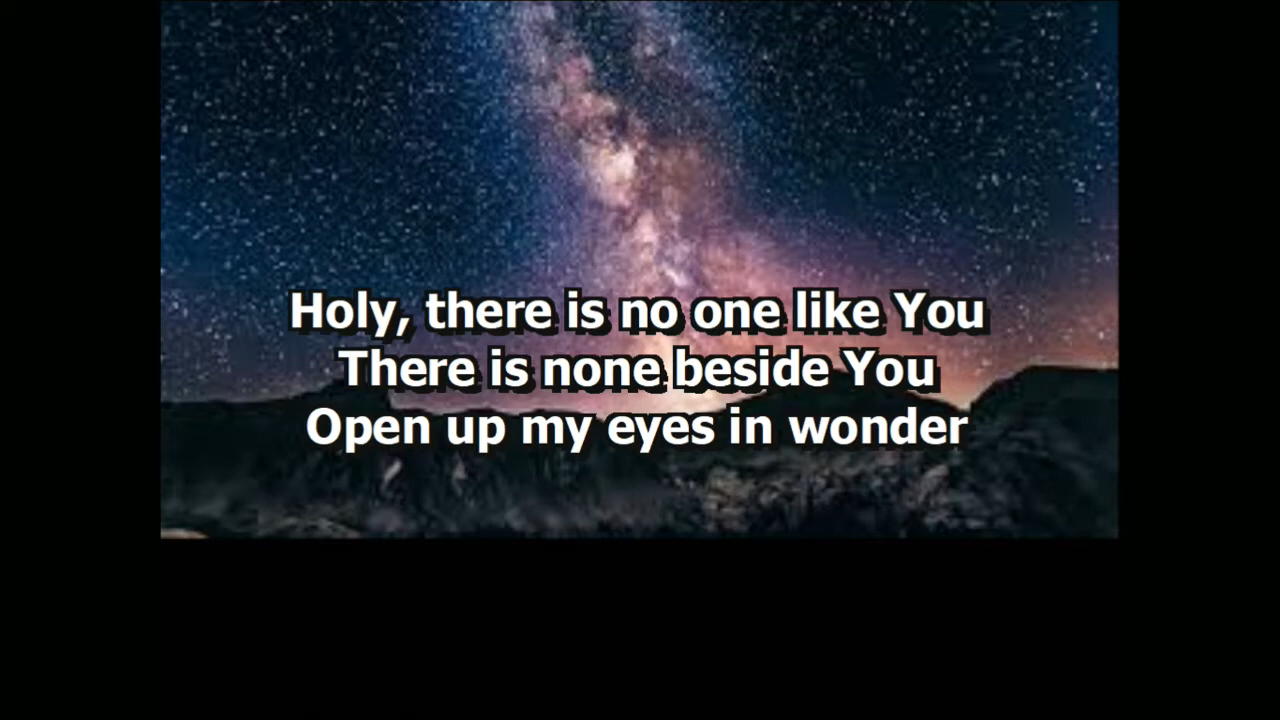 Holy, there is no one like You
There is none beside You
Open up my eyes in wonder